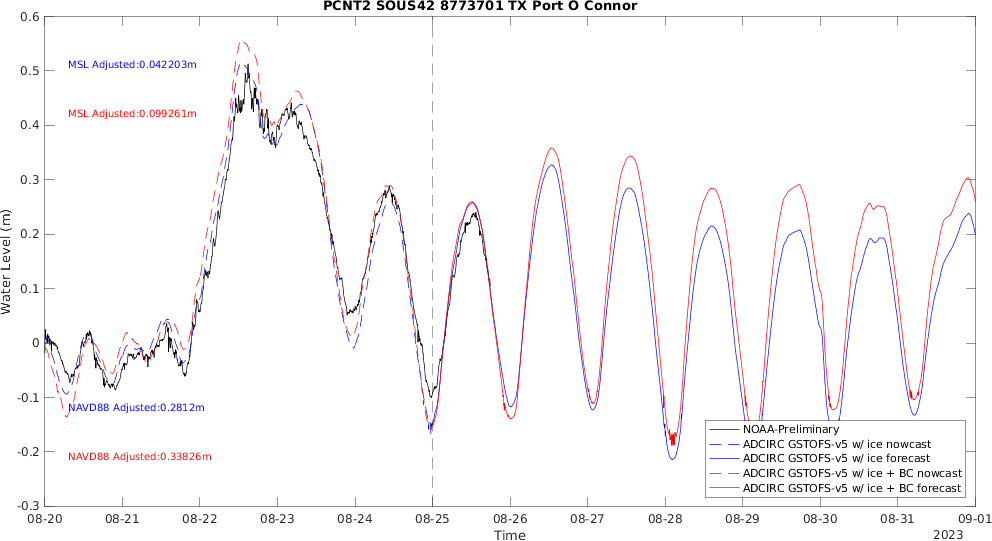 PCNT2 SOUS42 8773701 TX Port O Connor
0.6
0.5
0.4
0.3
0.2
0.1
0
-0.1
-0.2
-0.3
Water Level (m)
MSL Adjusted:0.042203m
MSL Adjusted:0.099261m
NAVD88 Adjusted:0.2812m
NAVD88 Adjusted:0.33826m
NOAA-Preliminary
ADCIRC GSTOFS-v5 w/ ice nowcast
ADCIRC GSTOFS-v5 w/ ice forecast
ADCIRC GSTOFS-v5 w/ ice + BC nowcast
ADCIRC GSTOFS-v5 w/ ice + BC forecast
08-20 08-21 08-22 08-23 08-24 08-25 08-26 08-27 08-28 08-29 08-30 08-31 09-01
Time
2023